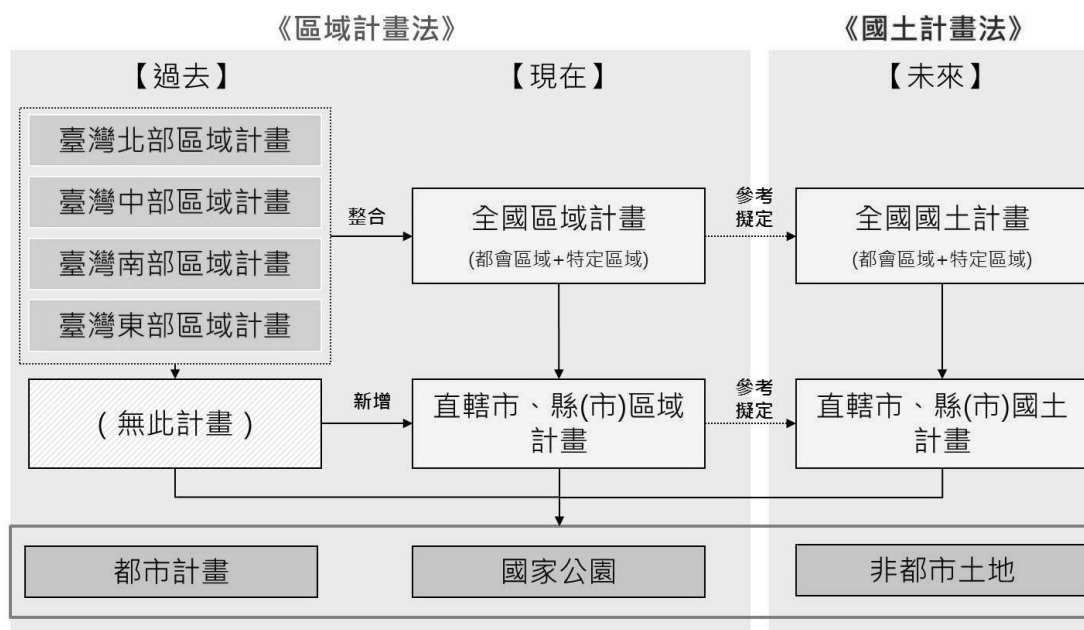 《區域計畫法》
《國土計畫法》
【過去】
【現在】
【未來】
臺灣北部區域計畫
臺灣中部區域計畫
臺灣南部區域計畫
臺灣東部區域計畫
整合
全國區域計畫
(都會區域+特定區域)
參考
擬定
全國國土計畫
(都會區域+特定區域)
(無此計畫)
新增
直轄市、縣(市)區域
計畫
參考
擬定
直轄市、縣(市)國土
計畫
都市計畫
國家公園
非都市土地